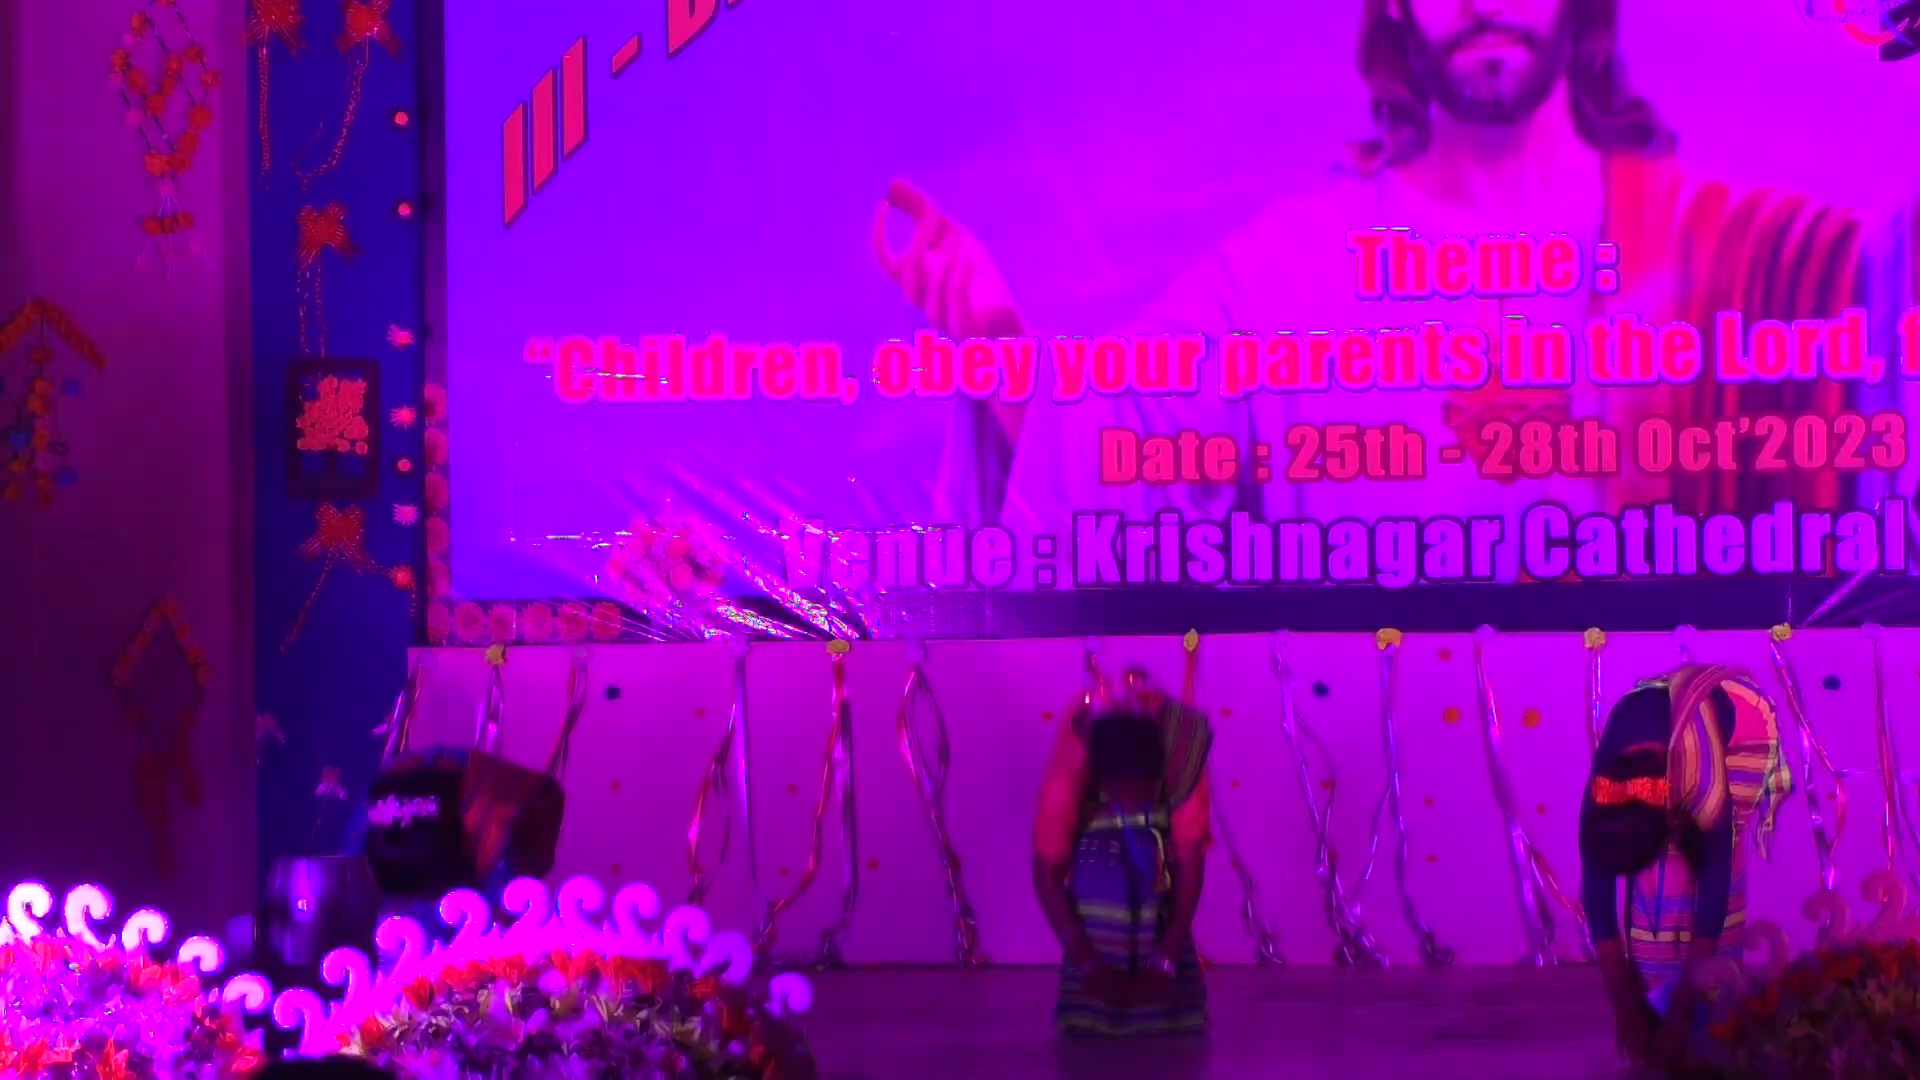 III -
Theme :
“Children, obey your parents in the Lord,
Date : 25th - 28th Oct’2023
Venue : Krishnagar Cathedral